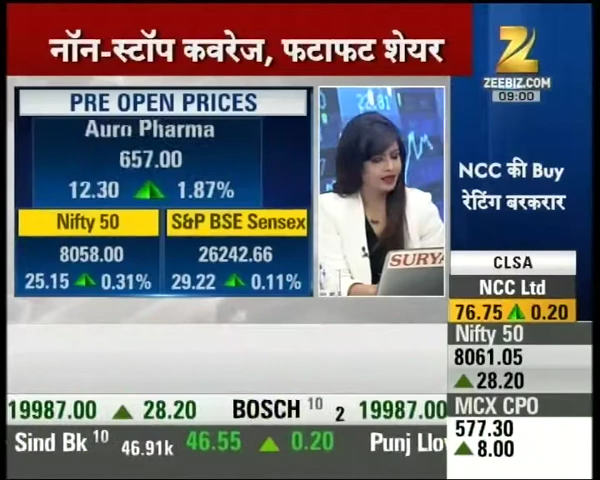 नॉन-स्टॉप कवरेज, फटाफट शेयर
Z
ZEEBIZ.COM
09:00
PRE OPEN PRICES
Auro Pharma
657.00
12.30 1.87%
Nifty 50
8058.00
25.15 0.31%
S&P BSE Sensex
26242.66
29.22 0.11%
SURYA
NCC की Buy
रेटिंग बरकरार
CLSA
NCC Ltd
76.75 0.20
Nifty 50
8061.05
28.20
MCX CPO
577.30
8.00
19987.00 28.20 BOSCH 10 2 19987.00
Sind Bk 10 46.91k 46.55 0.20 Punj Llo